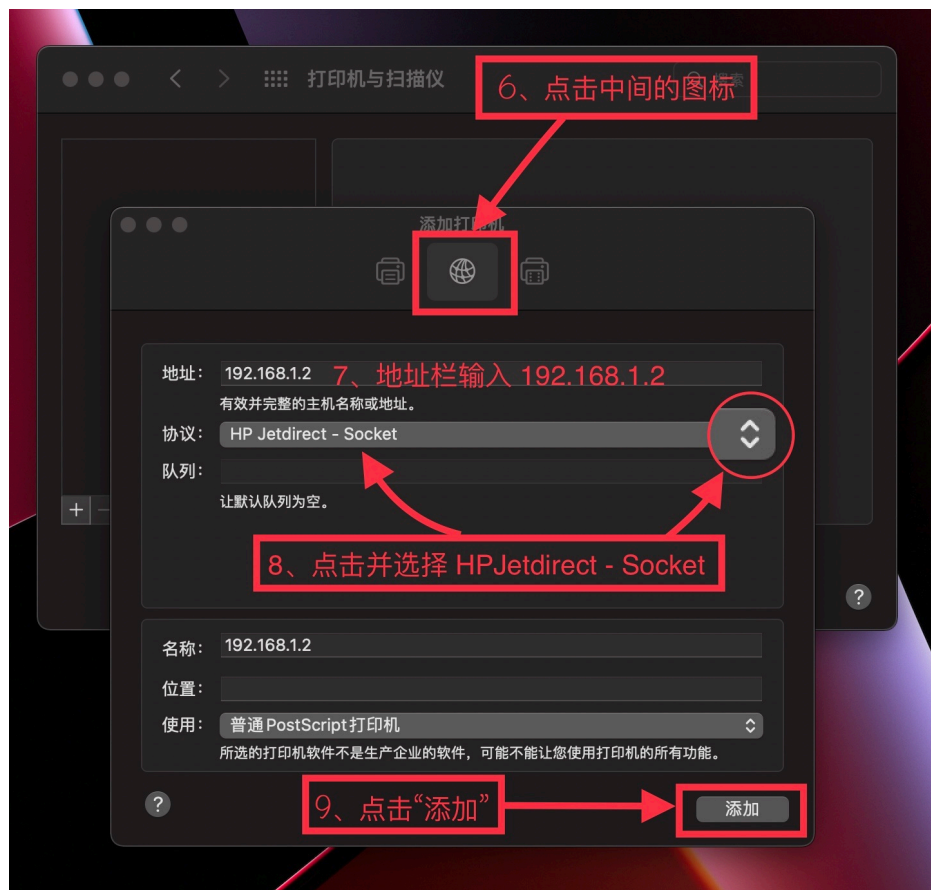 打印机与扫描仪
6、点击中间的图标
添加打印机
地址： 192.168.1.2
7、地址栏输入 192.168.1.2
有效并完整的主机名称或地址。
协议： HP Jetdirect - Socket
队列：
让默认队列为空。
8、点击并选择 HPJetdirect - Socket
名称： 192.168.1.2
位置：
使用： 普通PostScript打印机
所选的打印机软件不是生产企业的软件，可能不能让您使用打印机的所有功能。
9、点击“添加”
添加